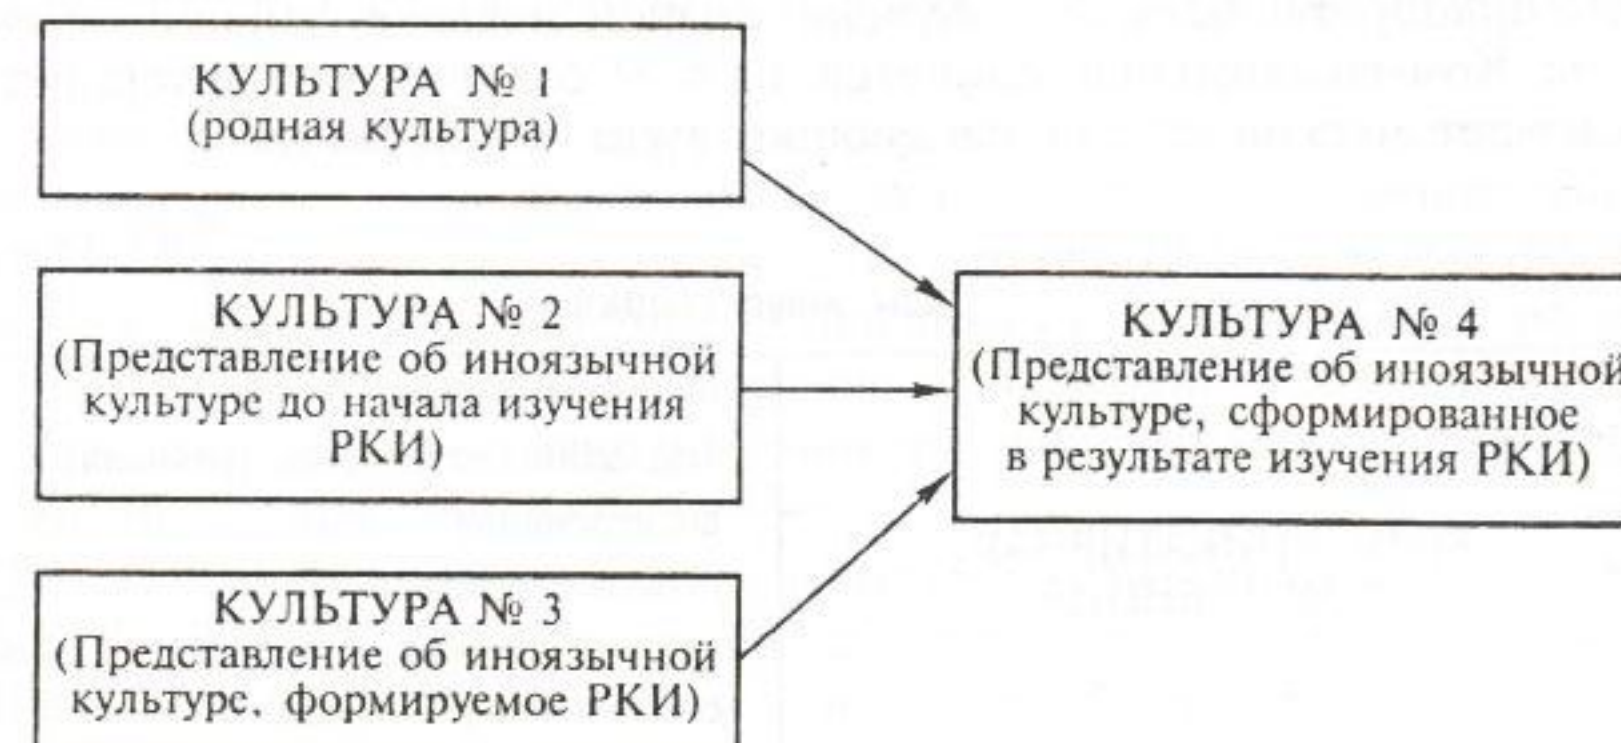 КУЛЬТУРА № 1
(родная культура)
КУЛЬТУРА № 2
(Представление об иноязычной
культуре до начала изучения
РКИ)
КУЛЬТУРА № 3
(Представление об иноязычной
культуре, формируемое РКИ)
КУЛЬТУРА № 4
(Представление об иноязычной
культуре, сформированное
в результате изучения РКИ)